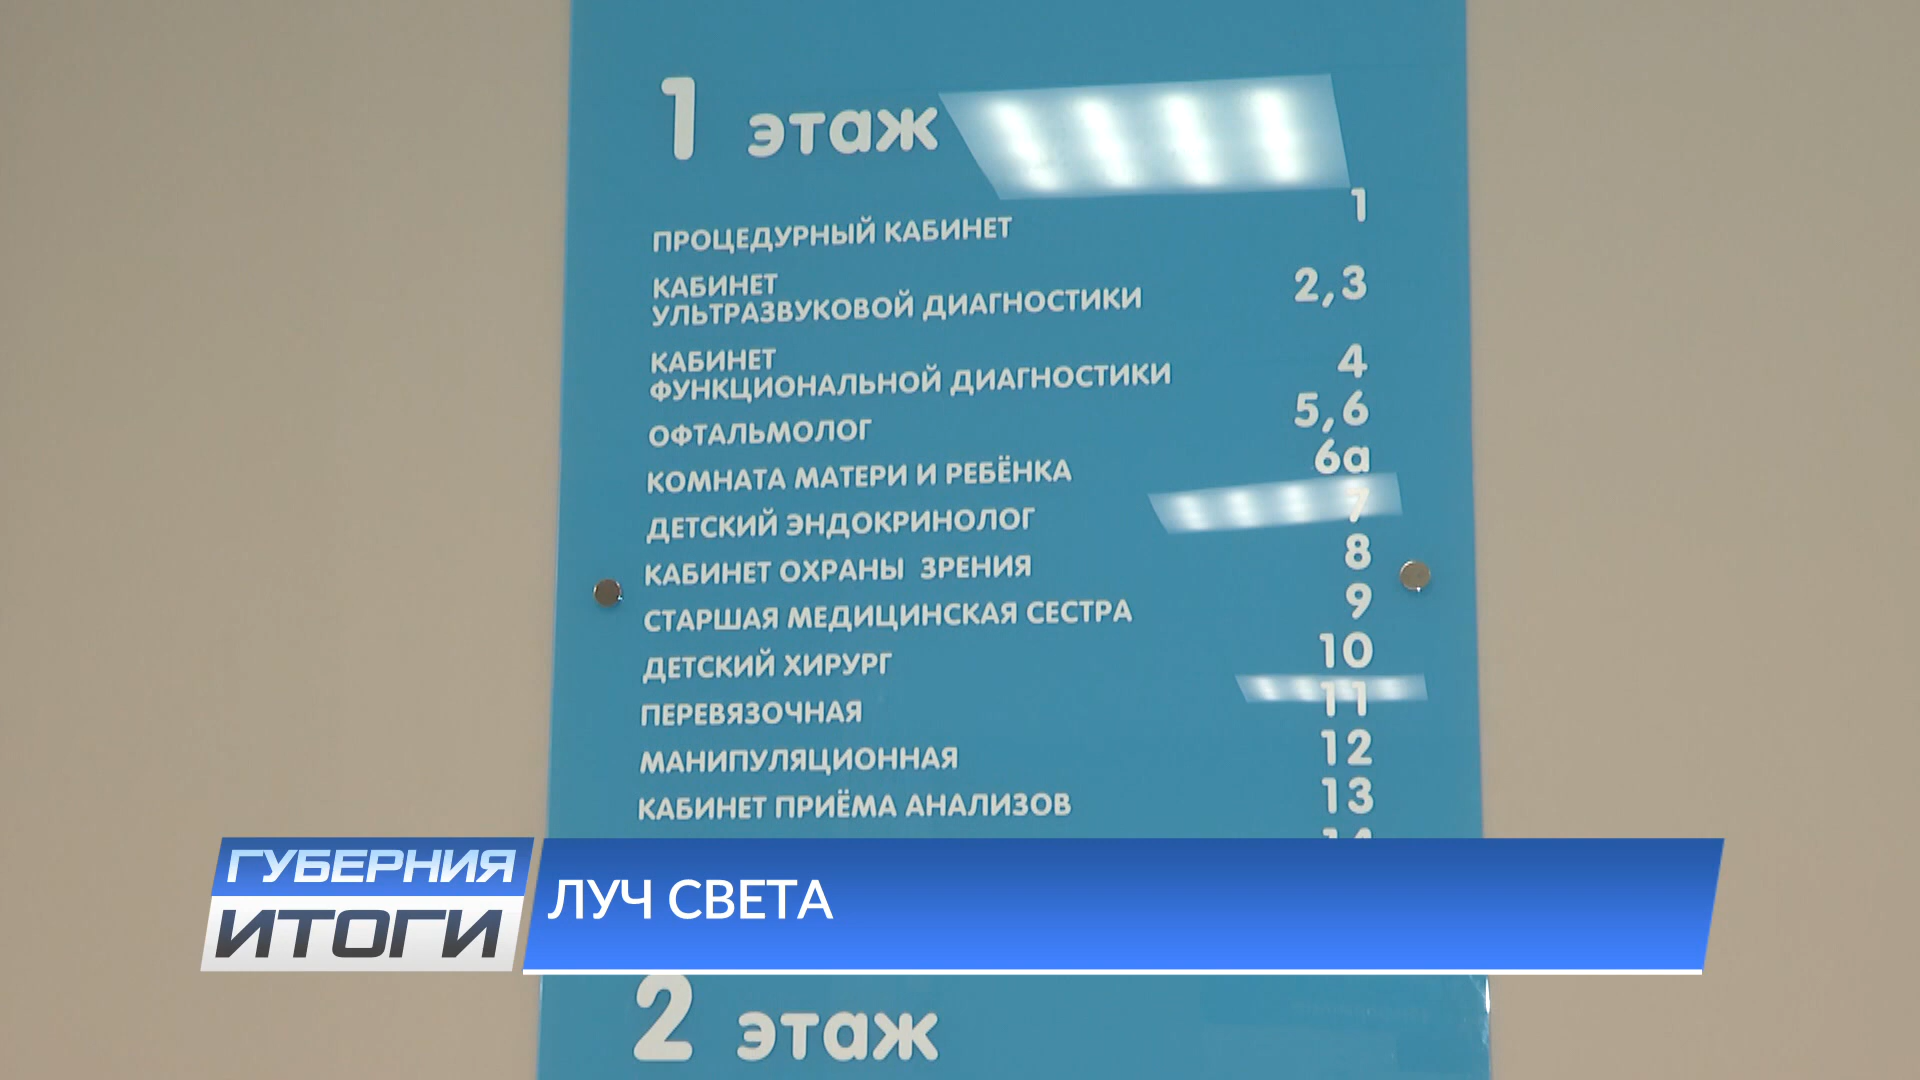 1 этаж
ПРОЦЕДУРНЫЙ КАБИНЕТ 1
КАБИНЕТ
УЛЬТРАЗВУКОВОЙ ДИАГНОСТИКИ 2,3
КАБИНЕТ
ФУНКЦИОНАЛЬНОЙ ДИАГНОСТИКИ 4
ОФТАЛЬМОЛОГ 5,6
КОМНАТА МАТЕРИ И РЕБЁНКА 6а
ДЕТСКИЙ ЭНДОКРИНОЛОГ 7
КАБИНЕТ ОХРАНЫ ЗРЕНИЯ 8
СТАРШАЯ МЕДИЦИНСКАЯ СЕСТРА 9
ДЕТСКИЙ ХИРУРГ 10
ПЕРЕВЯЗОЧНАЯ 11
МАНИПУЛЯЦИОННАЯ 12
КАБИНЕТ ПРИЁМА АНАЛИЗОВ 13
ГУБЕРНИЯ
ИТОГИ
ЛУЧ СВЕТА
2 этаж